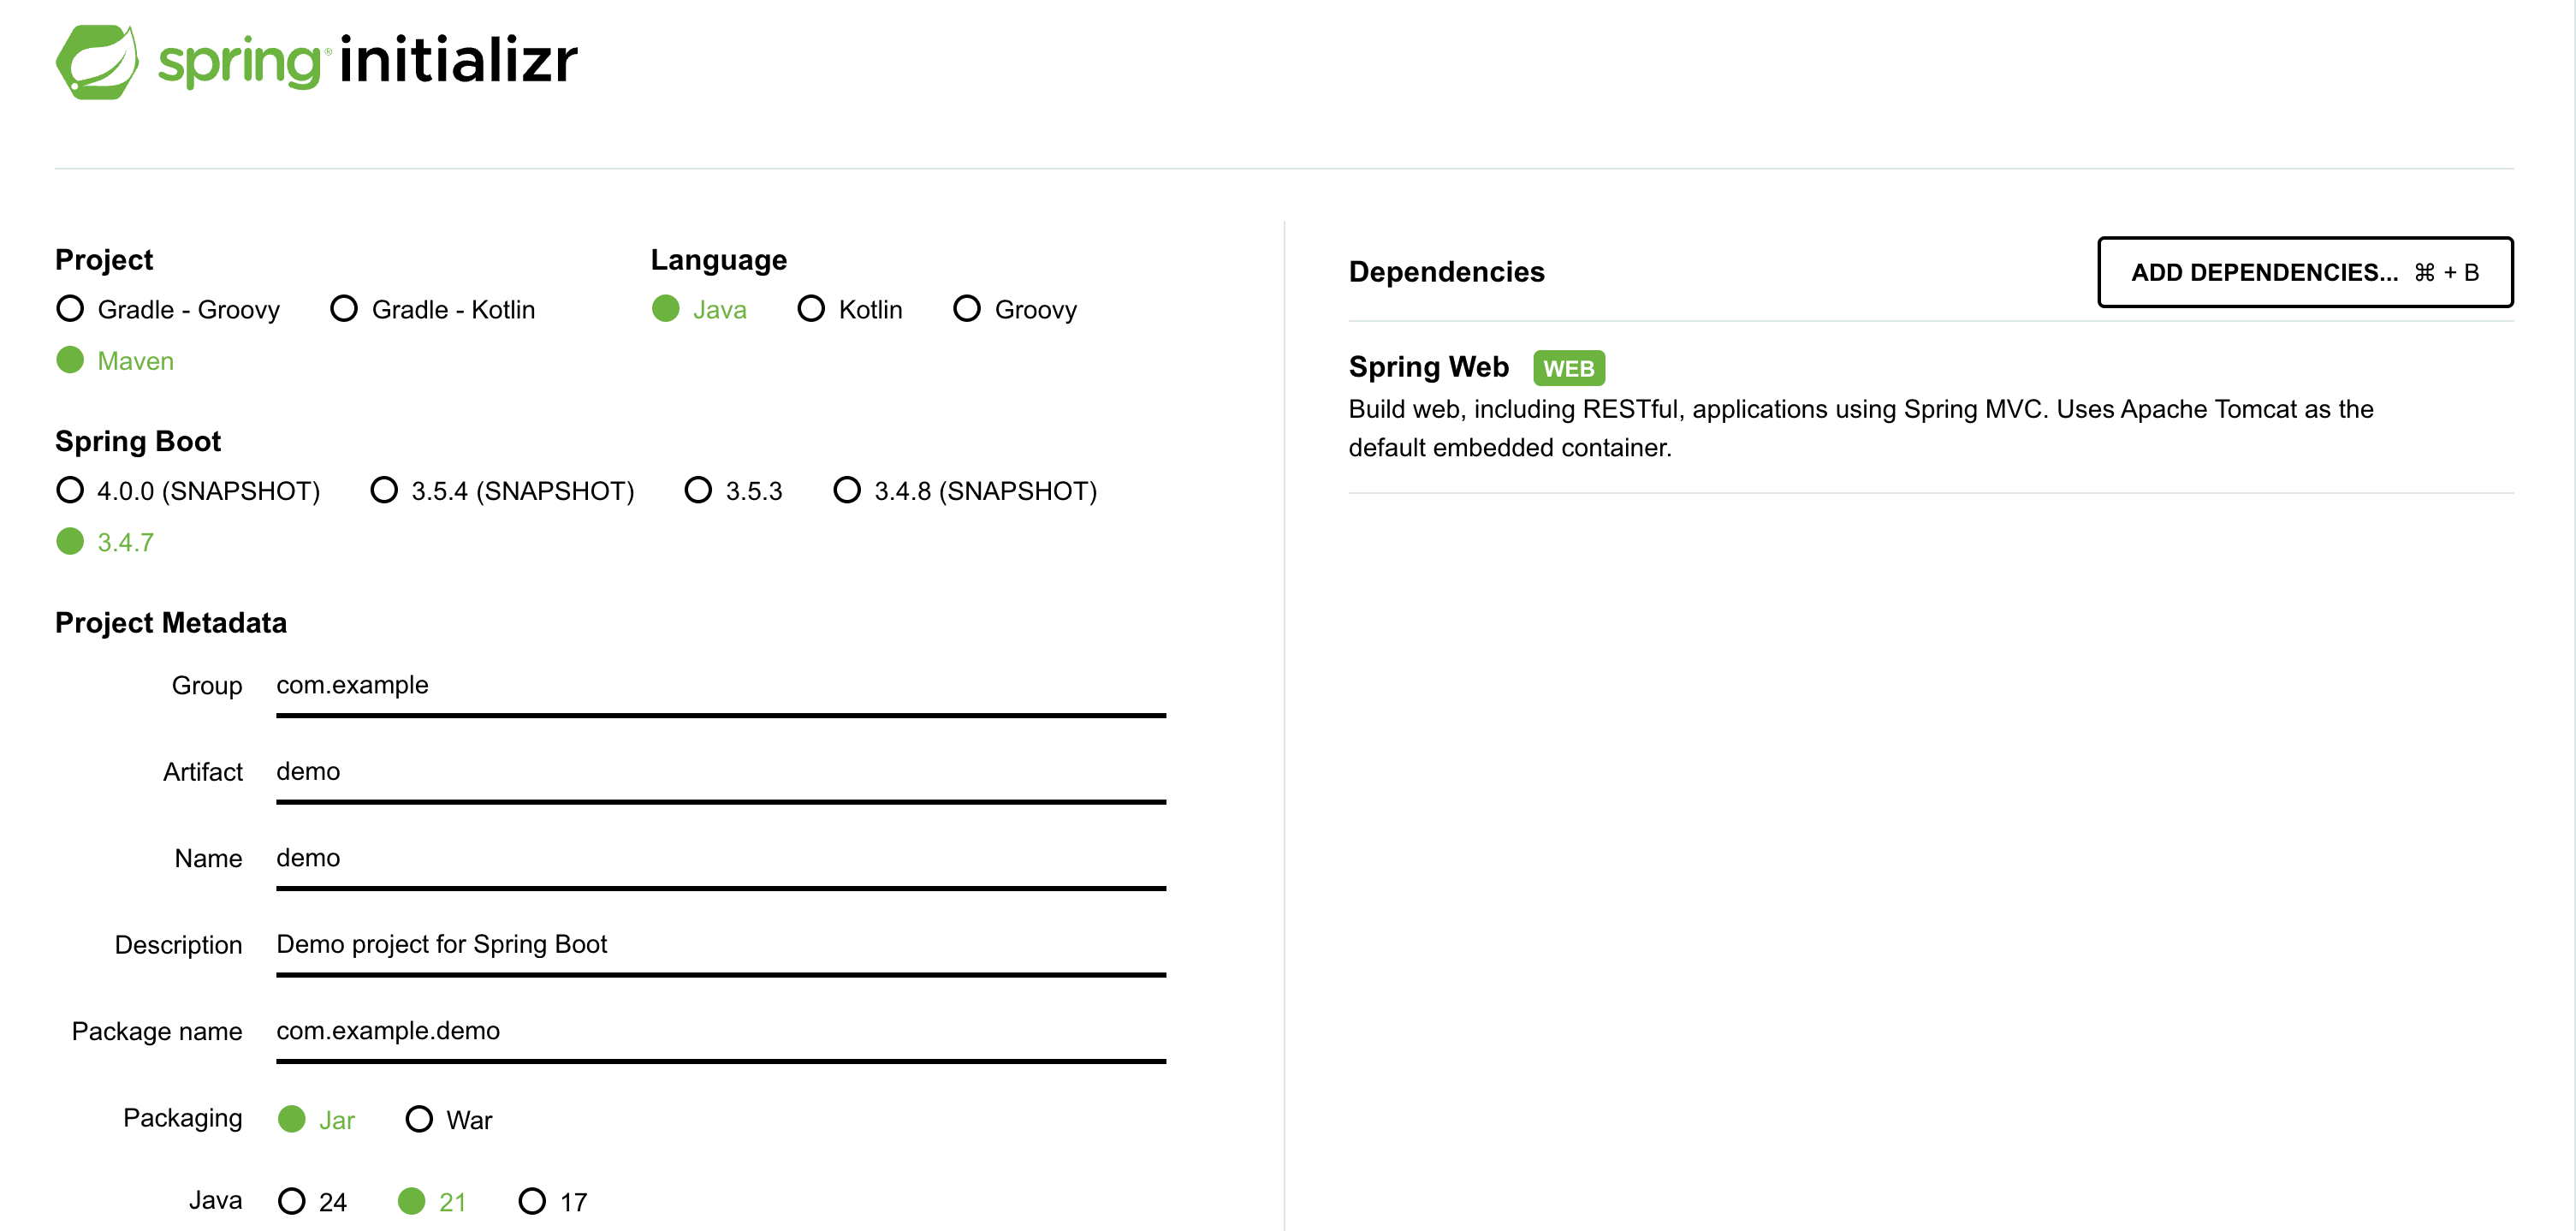 spring initializr
Project
Gradle - Groovy Gradle - Kotlin
Maven
Language
Java Kotlin Groovy
Spring Boot
4.0.0 (SNAPSHOT) 3.5.4 (SNAPSHOT) 3.5.3 3.4.8 (SNAPSHOT)
3.4.7
Project Metadata
Group com.example
Artifact demo
Name demo
Description Demo project for Spring Boot
Package name com.example.demo
Packaging Jar War
Java 24 21 17
Dependencies
ADD DEPENDENCIES... ⌘ + B
Spring Web WEB
Build web, including RESTful, applications using Spring MVC. Uses Apache Tomcat as the
default embedded container.